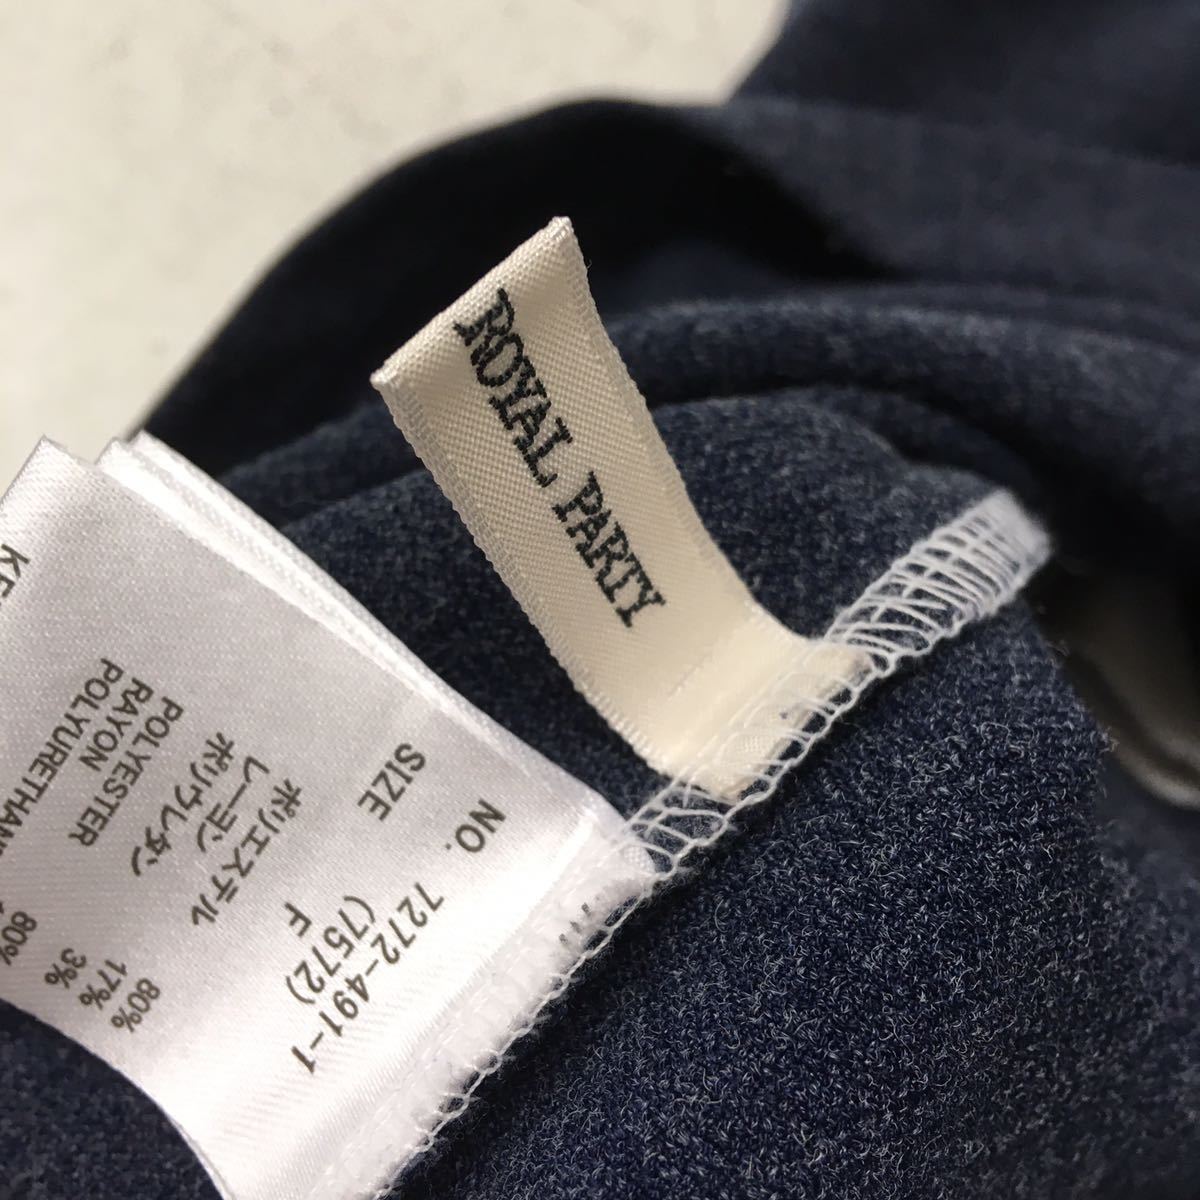 ROYAL PARTY
NO. 7272-491-1
(7572)
SIZE F
ポリエステル 80%
レーヨン 17%
ポリウレタン 3%
POLYESTER 80%
RAYON
POLYURETHAN